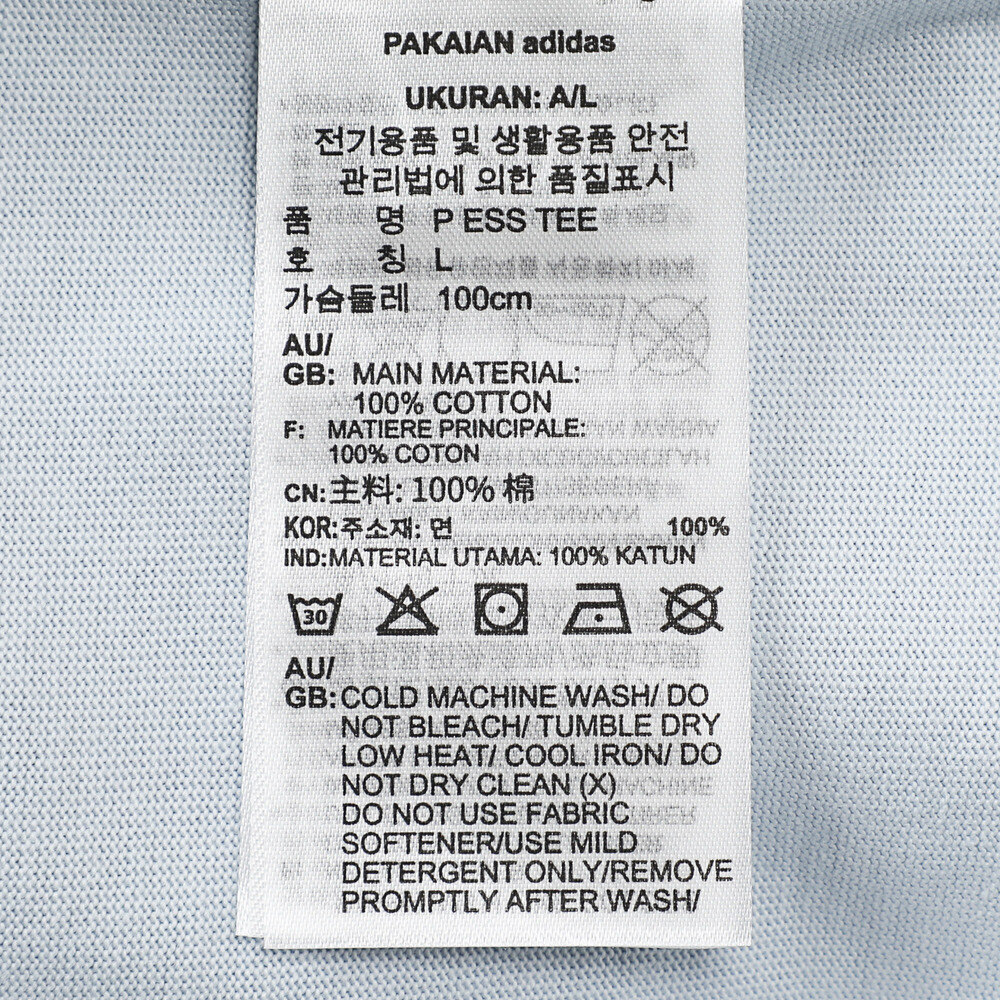 PAKAIAN adidas
UKURAN: A/L
전기용품 및 생활용품 안전
관리법에 의한 품질표시
품 명 P ESS TEE
호 칭 L
가슴둘레 100cm
AU/
GB: MAIN MATERIAL:
100% COTTON
F: MATIERE PRINCIPALE:
100% COTON
CN:主料: 100% 棉
KOR:주소재: 면 100%
IND:MATERIAL UTAMA: 100% KATUN
30
AU/
GB:COLD MACHINE WASH/ DO
NOT BLEACH/ TUMBLE DRY
LOW HEAT/ COOL IRON/ DO
NOT DRY CLEAN (X)
DO NOT USE FABRIC
SOFTENER/USE MILD
DETERGENT ONLY/REMOVE
PROMPTLY AFTER WASH/